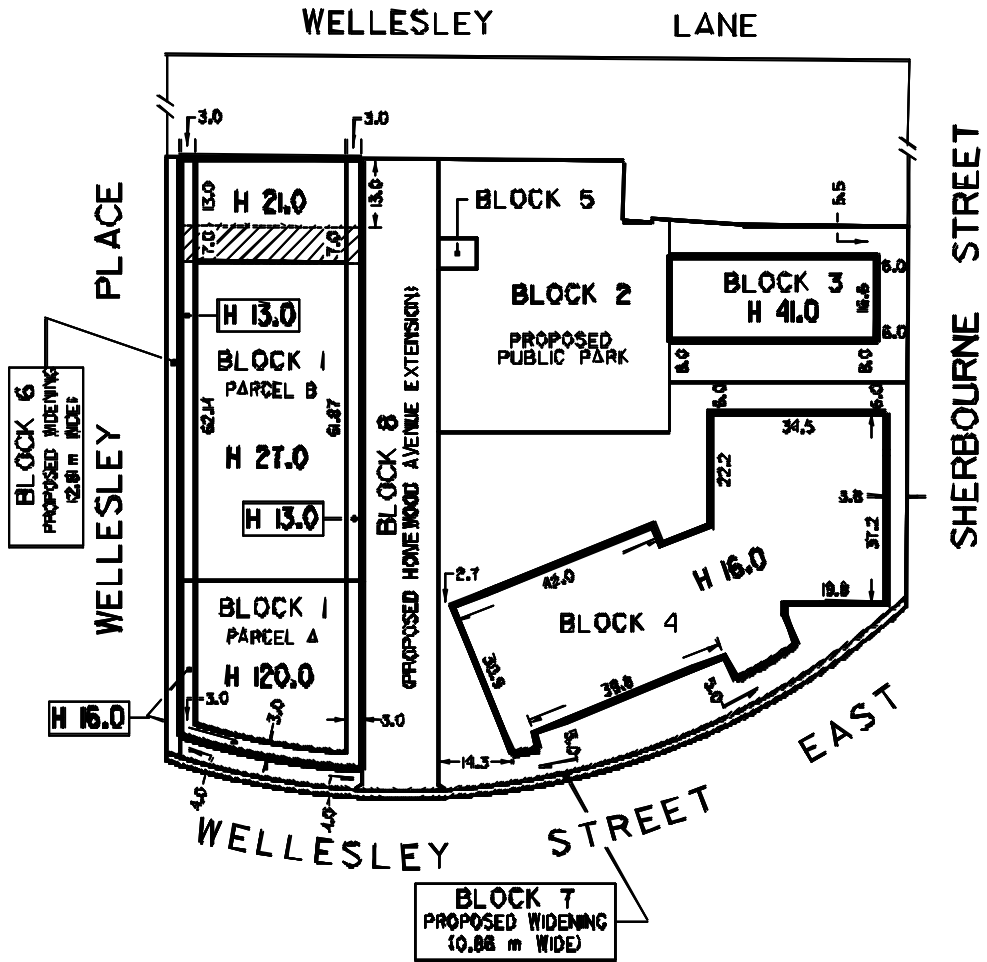 WELLESLEY LANE
3.0
3.0
13.0
H 21.0
13.0
7.0
7.0
BLOCK 5
5.5
PLACE
STREET
H 13.0
BLOCK 2
PROPOSED
PUBLIC PARK
BLOCK 3
H 41.0
6.0
6.0
8.0
8.0
BLOCK 1
PARCEL B
62.14
61.87
BLOCK 6
PROPOSED WIDENING
H 27.0
H 13.0
BLOCK 8
(PROPOSED HOMEWOOD AVENUE EXTENSION)
6.0
6.0
34.5
22.2
3.8
37.2
WELLESLEY
SHERBOURNE
2.7
42.0
H 16.0
19.8
BLOCK 1
PARCEL A
BLOCK 4
H 120.0
30.9
39.8
5.0
H 16.0
3.0
3.0
3.0
14.3
5.0
4.0
4.0
WELLESLEY STREET EAST
BLOCK 7
PROPOSED WIDENING
(0.86 m WIDE)